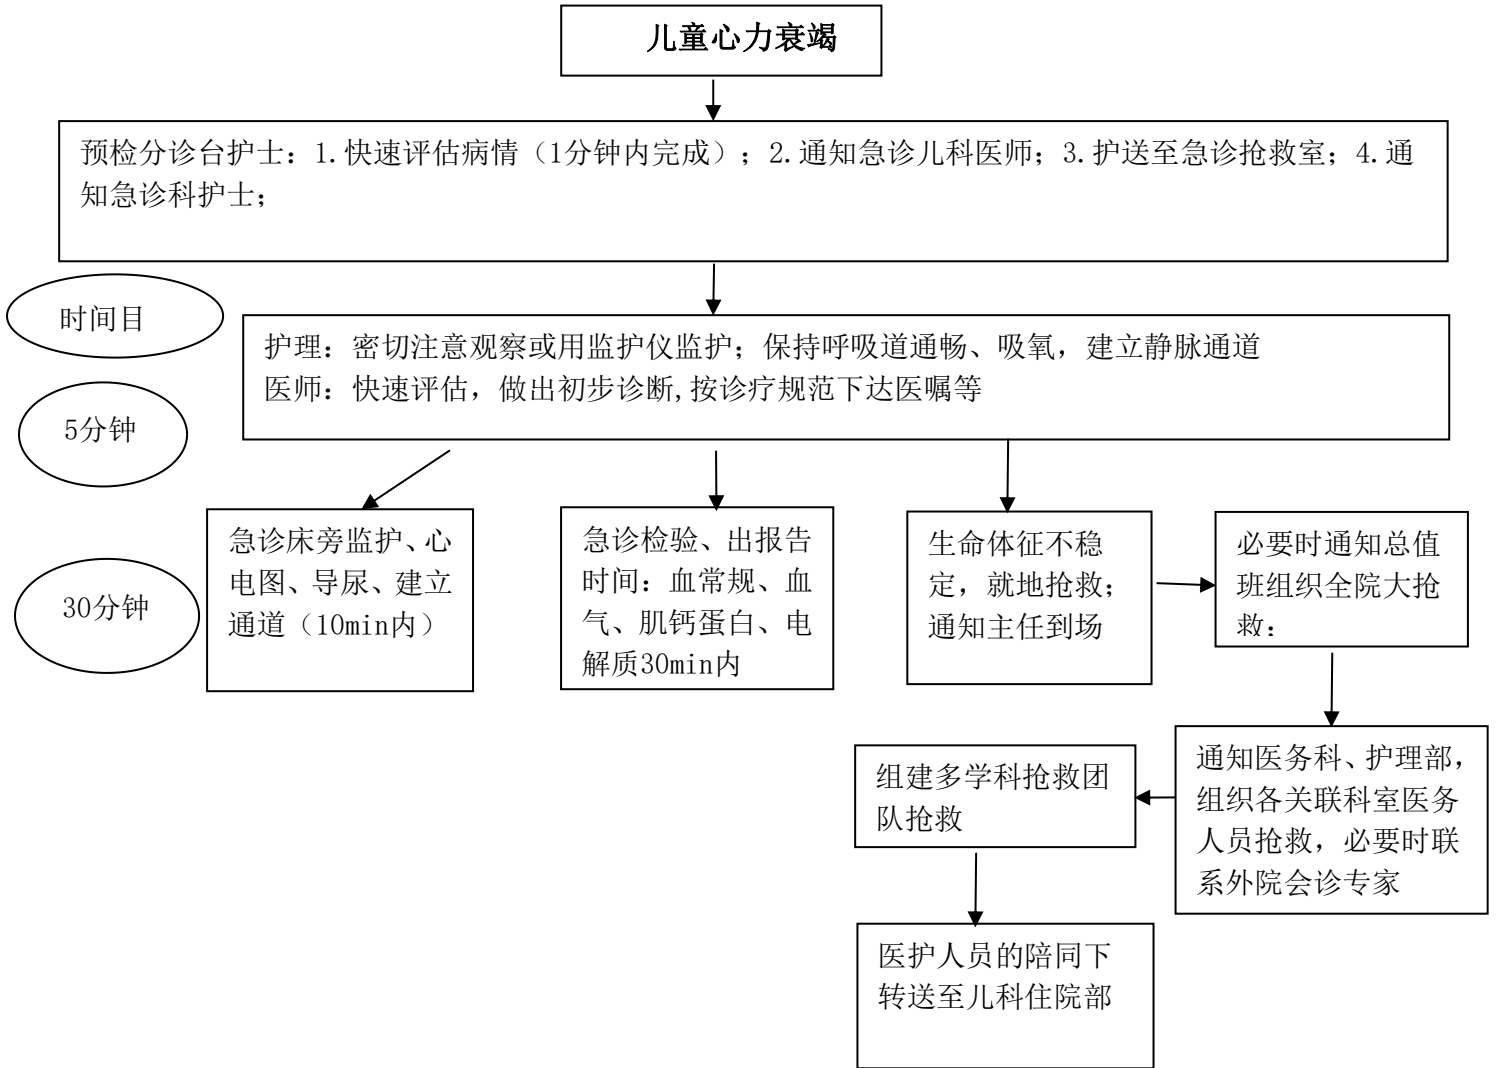 儿童心力衰竭
预检分诊台护士：1.快速评估病情（1分钟内完成）；2.通知急诊儿科医师；3.护送至急诊抢救室；4.通
知急诊科护士；
时间目
护理：密切注意观察或用监护仪监护；保持呼吸道通畅、吸氧，建立静脉通道
医师：快速评估，做出初步诊断,按诊疗规范下达医嘱等
5分钟
30分钟
急诊床旁监护、心
电图、导尿、建立
通道（10min内）
急诊检验、出报告
时间：血常规、血
气、肌钙蛋白、电
解质30min内
生命体征不稳
定，就地抢救；
通知主任到场
必要时通知总值
班组织全院大抢
救：
通知医务科、护理部，
组织各关联科室医务
人员抢救，必要时联
系外院会诊专家
组建多学科抢救团
队抢救
医护人员的陪同下
转送至儿科住院部